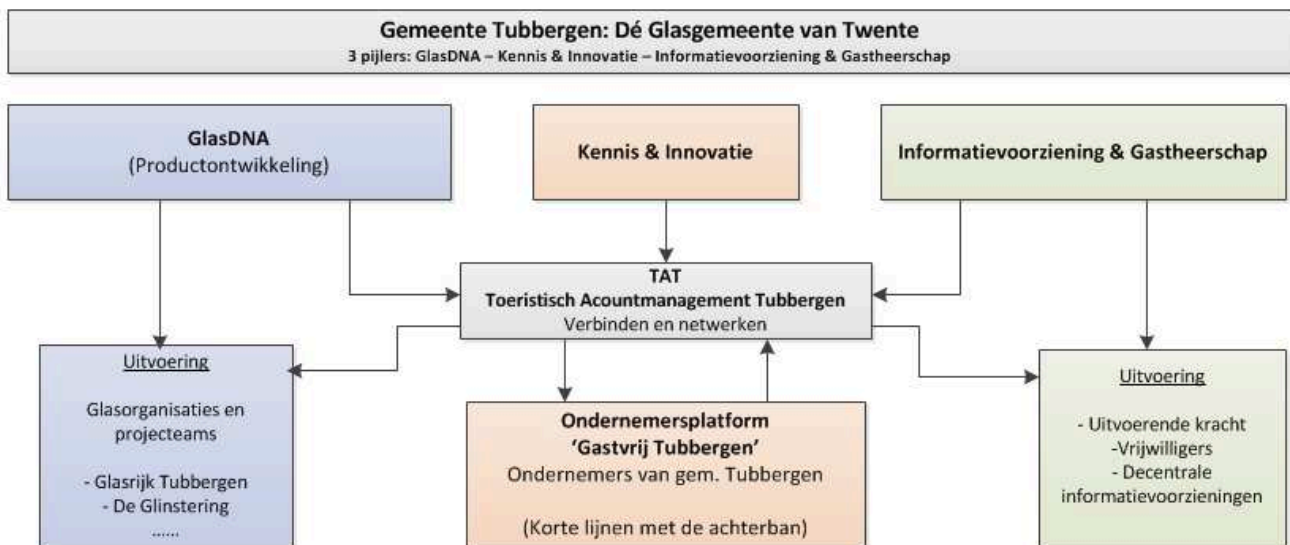 Gemeente Tubbergen: Dé Glasgemeente van Twente
3 pijlers: GlasDNA – Kennis & Innovatie – Informatievoorziening & Gastheerschap
GlasDNA
(Productontwikkeling)
Kennis & Innovatie
Informatievoorziening & Gastheerschap
TAT
Toeristisch Acountmanagement Tubbergen
Verbinden en netwerken
Uitvoering
Glasorganisaties en
projecteams
- Glasrijk Tubbergen
- De Glinstering
......
Ondernemersplatform
‘Gastvrij Tubbergen’
Ondernemers van gem. Tubbergen
(Korte lijnen met de achterban)
Uitvoering
- Uitvoerende kracht
-Vrijwilligers
- Decentrale
informatievoorzieningen